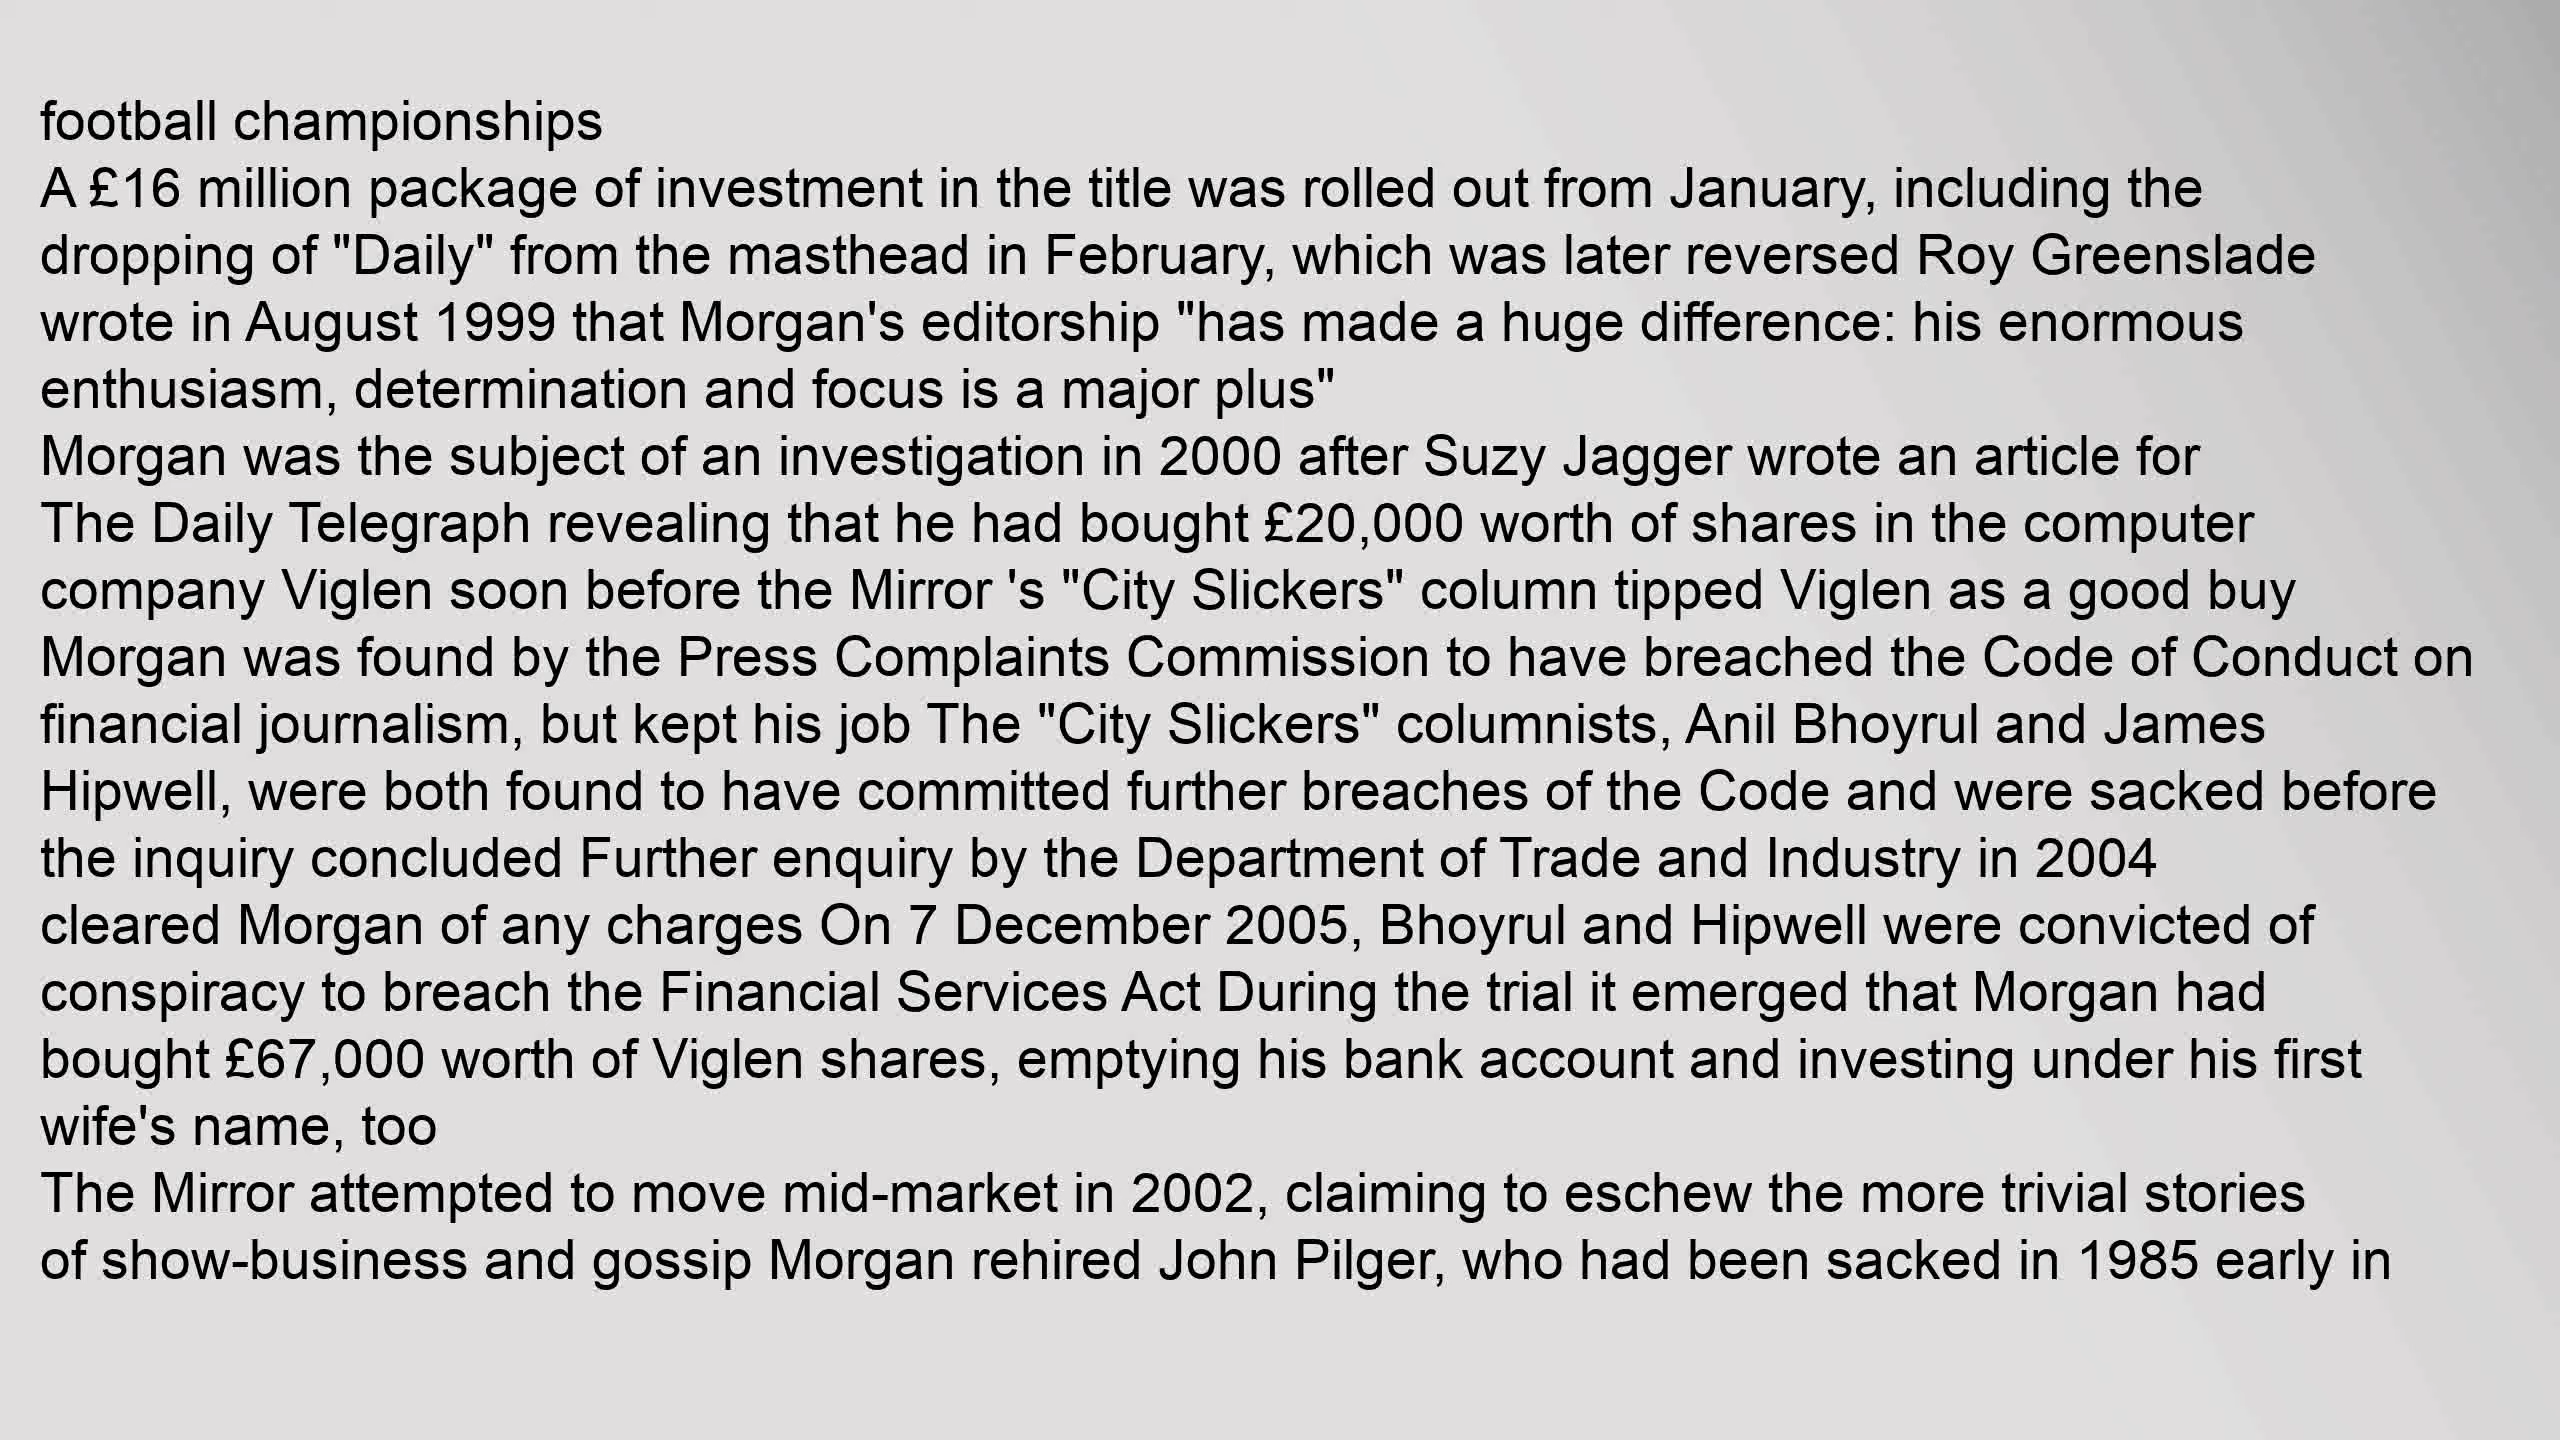 football championships
A £16 million package of investment in the title was rolled out from January, including the
dropping of "Daily" from the masthead in February, which was later reversed Roy Greenslade
wrote in August 1999 that Morgan's editorship "has made a huge difference: his enormous
enthusiasm, determination and focus is a major plus"
Morgan was the subject of an investigation in 2000 after Suzy Jagger wrote an article for
The Daily Telegraph revealing that he had bought £20,000 worth of shares in the computer
company Viglen soon before the Mirror 's "City Slickers" column tipped Viglen as a good buy
Morgan was found by the Press Complaints Commission to have breached the Code of Conduct on
financial journalism, but kept his job The "City Slickers" columnists, Anil Bhoyrul and James
Hipwell, were both found to have committed further breaches of the Code and were sacked before
the inquiry concluded Further enquiry by the Department of Trade and Industry in 2004
cleared Morgan of any charges On 7 December 2005, Bhoyrul and Hipwell were convicted of
conspiracy to breach the Financial Services Act During the trial it emerged that Morgan had
bought £67,000 worth of Viglen shares, emptying his bank account and investing under his first
wife's name, too
The Mirror attempted to move mid-market in 2002, claiming to eschew the more trivial stories
of show-business and gossip Morgan rehired John Pilger, who had been sacked in 1985 early in